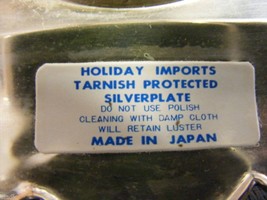 HOLIDAY IMPORTS
TARNISH PROTECTED
SILVERPLATE
DO NOT USE POLISH
CLEANING WITH DAMP CLOTH
WILL RETAIN LUSTER
MADE IN JAPAN